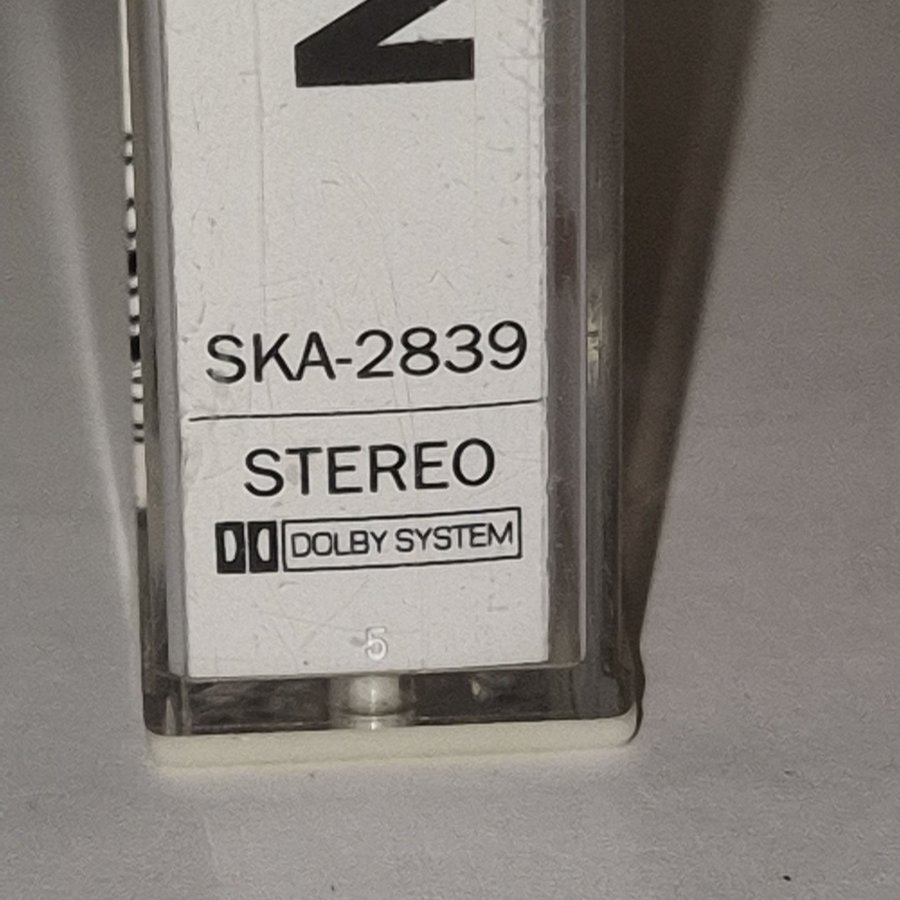 N
SKA-2839
STEREO
DOLBY SYSTEM
5